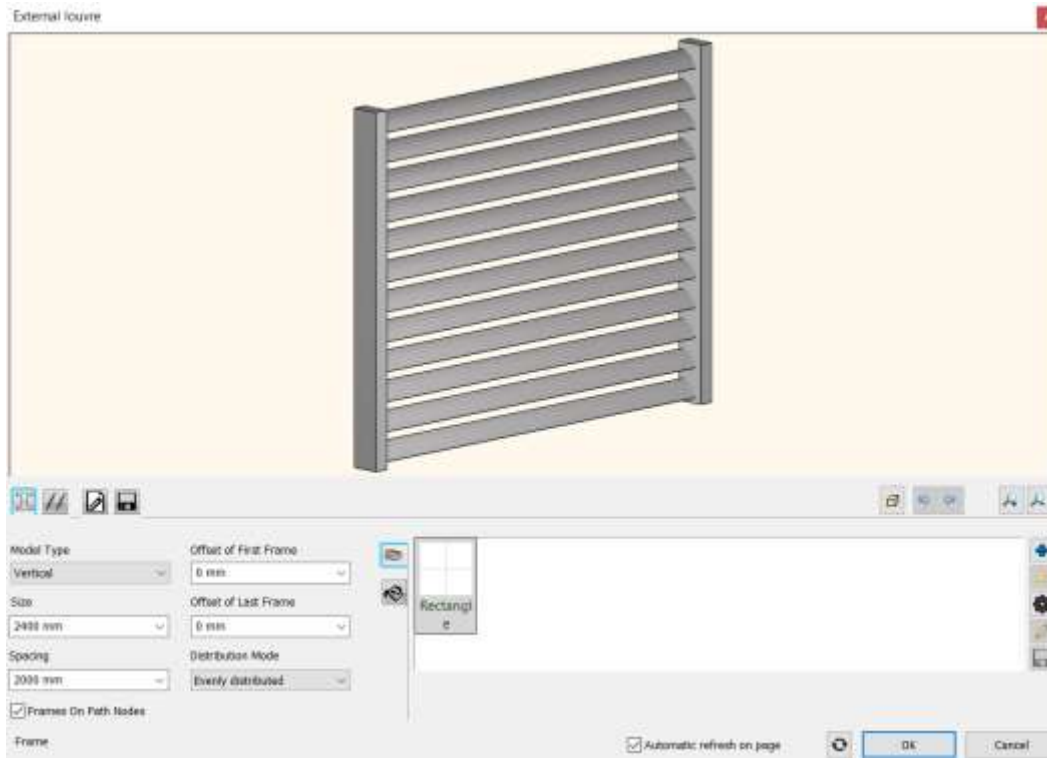 External louvre
Model Type
Vertical
Offset of First Frame
0 mm
Size
2400 mm
Offset of Last Frame
0 mm
Spacing
2000 mm
Distribution Mode
Evenly distributed
Frames On Path Nodes
Rectangl
e
Frame
Automatic refresh on page
OK
Cancel